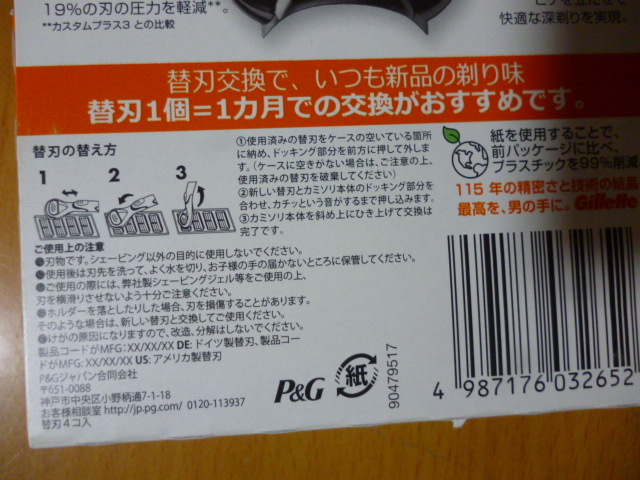 19%の刃の圧力を軽減**。
**カスタムプラス3 との比較
快適な深剃りを実現。
替刃交換で、いつも新品の剃り味
替刃1個=1カ月での交換がおすすめです。
替刃の替え方
1 2 3
①使用済みの替刃をケースの空いている箇所
に納め、ドッキング部分を前方に押して外しま
す。(ケースに空きがない場合は、ご注意の上、
使用済みの替刃を破棄してください)
②新しい替刃とカミソリ本体のドッキング部分を
合わせ、カチッという音がするまで押し込みます。
③カミソリ本体を斜め上にひき上げて交換は
完了です。
紙を使用することで、
前パッケージに比べ、
プラスチックを99%削減
115 年の精密さと技術の結晶
最高を、男の手に。Gillette
ご使用上の注意
●刃物です。シェービング以外の目的に使用しないでください。
●使用後は刃先を洗って、よく水を切り、お子様の手の届かないところに保管してください。
●ご使用の際には、弊社製シェービングジェル等をご使用の上、
刃を横滑りさせないよう十分ご注意ください。
●ホルダーを落としたりした場合、刃を損傷することがあります。
そのような場合は、新しい替刃と交換してご使用ください。
●けがの原因になりますので、改造、分解はしないでください。
製品コードがMFG: XX/XX/XX DE: ドイツ製替刃、製品コー
ドがMFG: XX/XX/XX US: アメリカ製替刃
P&Gジャパン合同会社
〒651-0088
神戸市中央区小野柄通7-1-18
お客様相談室 http://jp.pg.com/ 0120-113937
替刃4コ入
P&G
紙
90479517
4 987176 032652